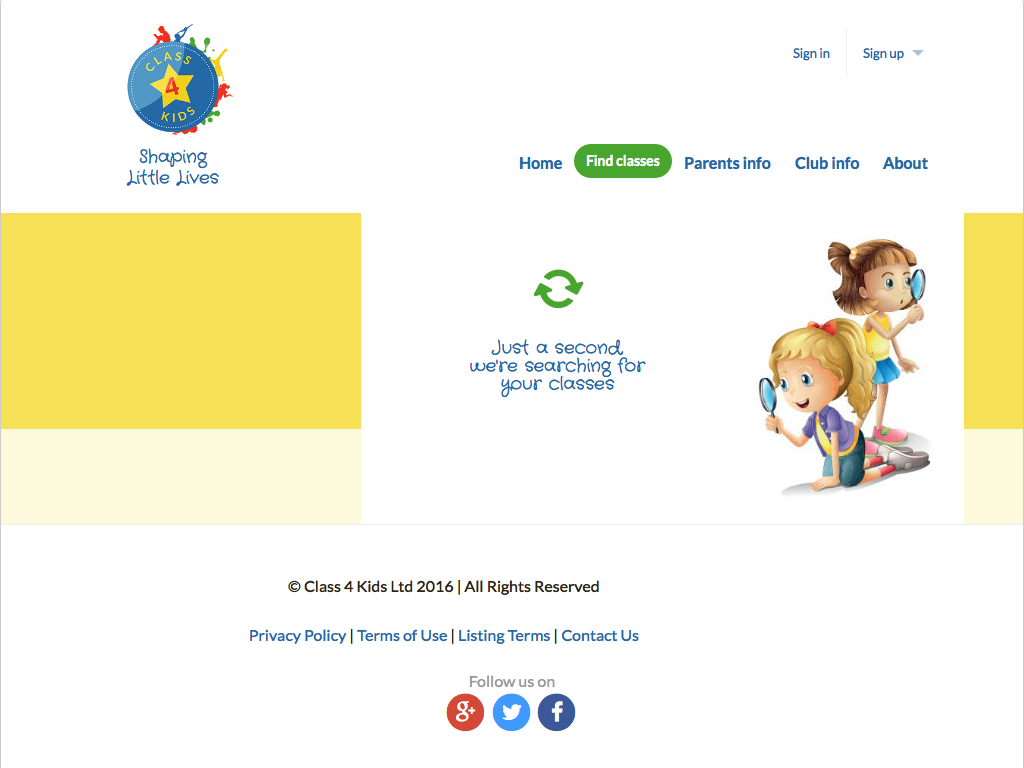 CLASS
4
KIDS
Shaping
Little Lives
Sign in
Sign up
Home
Find classes
Parents info
Club info
About
Just a second
we're searching for
your classes
© Class 4 Kids Ltd 2016 | All Rights Reserved
Privacy Policy | Terms of Use | Listing Terms | Contact Us
Follow us on
g+
f